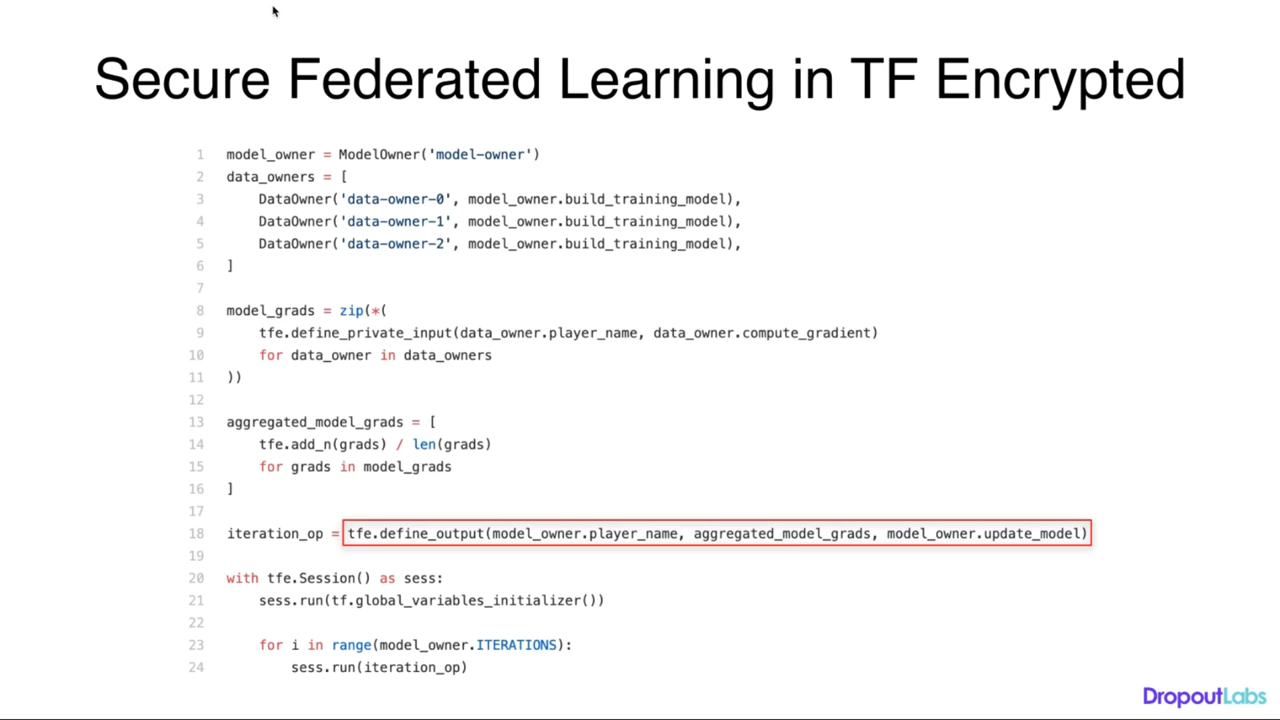 Secure Federated Learning in TF Encrypted
1 model_owner = ModelOwner('model-owner')
2 data_owners = [
3 DataOwner('data-owner-0', model_owner.build_training_model),
4 DataOwner('data-owner-1', model_owner.build_training_model),
5 DataOwner('data-owner-2', model_owner.build_training_model),
6 ]
7
8 model_grads = zip(*(
9 tfe.define_private_input(data_owner.player_name, data_owner.compute_gradient)
10 for data_owner in data_owners
11 ))
12
13 aggregated_model_grads = [
14 tfe.add_n(grads) / len(grads)
15 for grads in model_grads
16 ]
17
18 iteration_op = tfe.define_output(model_owner.player_name, aggregated_model_grads, model_owner.update_model)
19
20 with tfe.Session() as sess:
21 sess.run(tf.global_variables_initializer())
22
23 for i in range(model_owner.ITERATIONS):
24 sess.run(iteration_op)
DropoutLabs